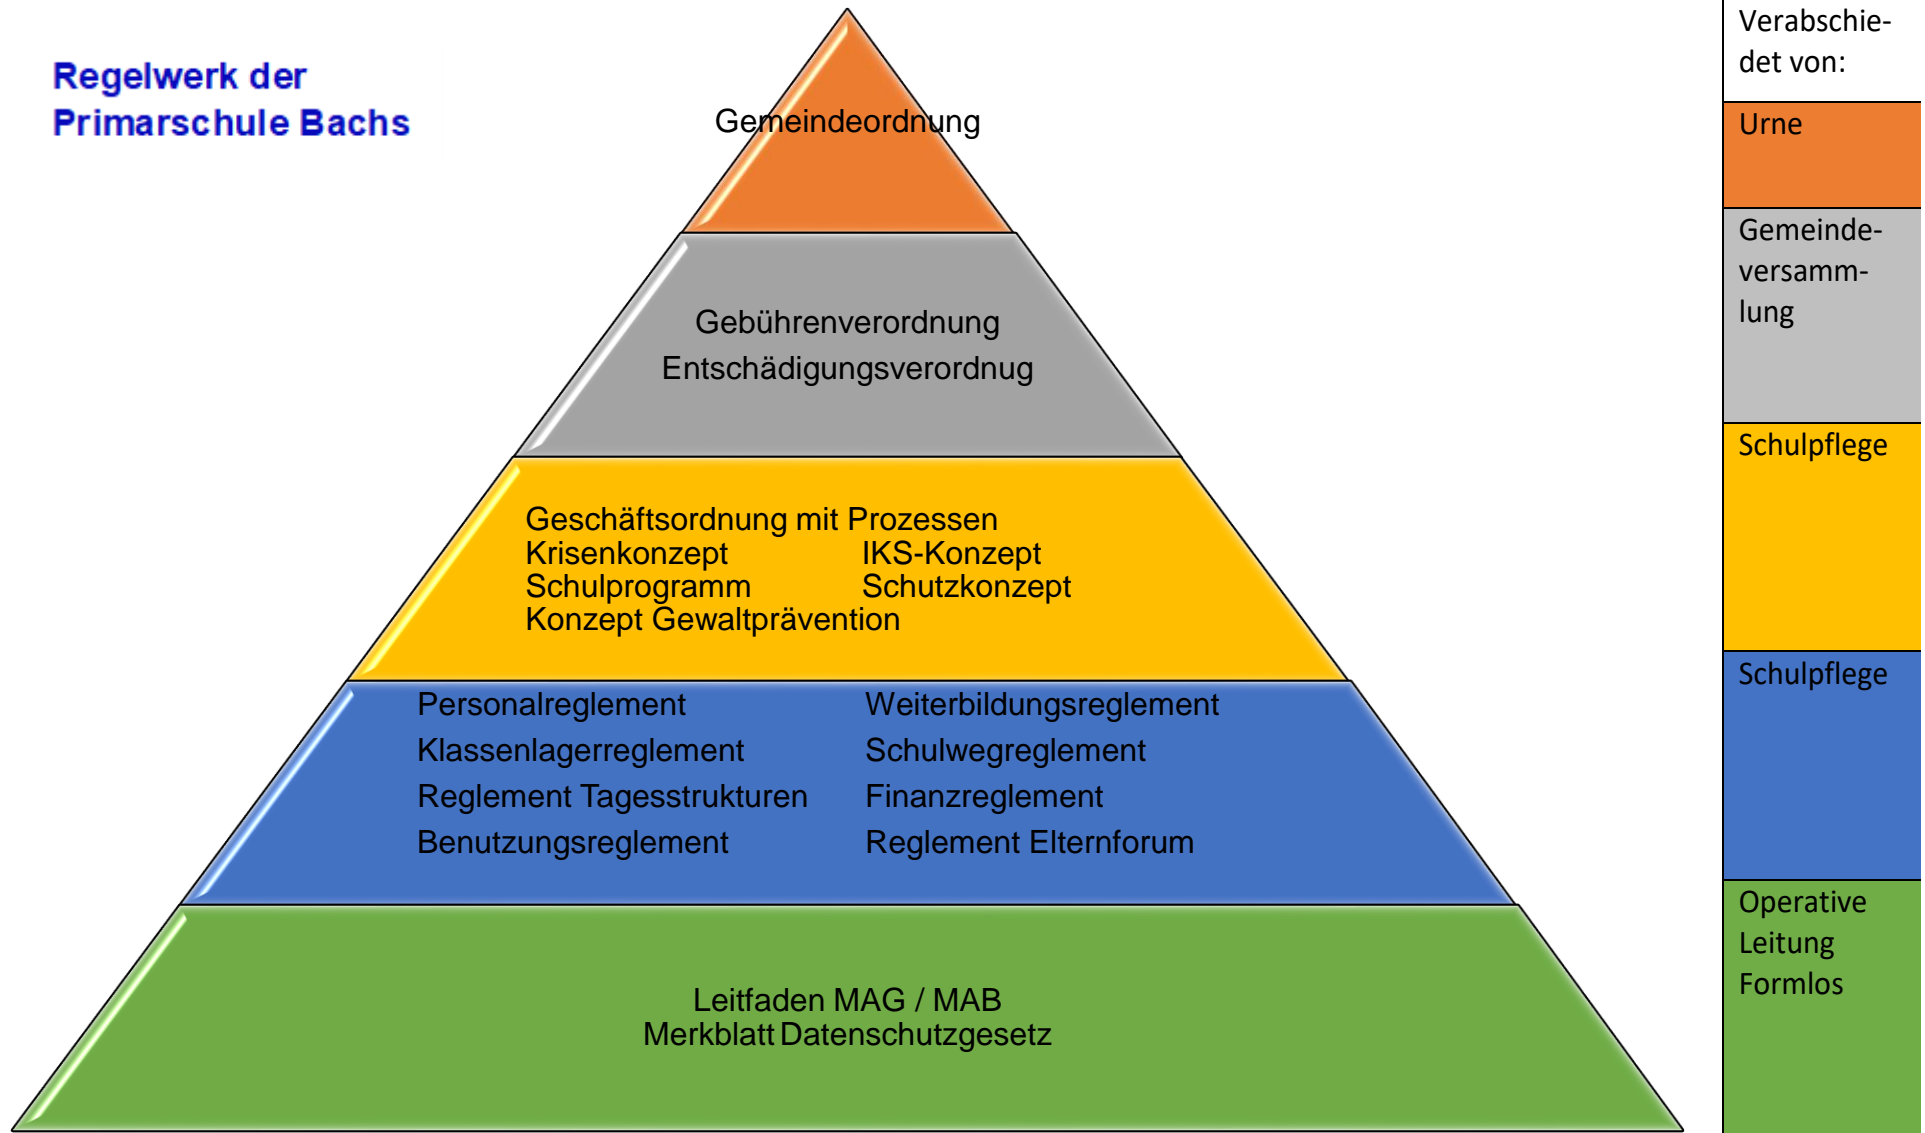 Regelwerk der
Primarschule Bachs
Gemeindeordnung
Gebührenverordnung
Entschädigungsverordnug
Geschäftsordnung mit Prozessen
Krisenkonzept IKS-Konzept
Schulprogramm Schutzkonzept
Konzept Gewaltprävention
Personalreglement Weiterbildungsreglement
Klassenlagerreglement Schulwegreglement
Reglement Tagesstrukturen Finanzreglement
Benutzungsreglement Reglement Elternforum
Leitfaden MAG / MAB
Merkblatt Datenschutzgesetz
Verabschie-
det von:
Urne
Gemeinde-
versamm-
lung
Schulpflege
Schulpflege
Operative
Leitung
Formlos